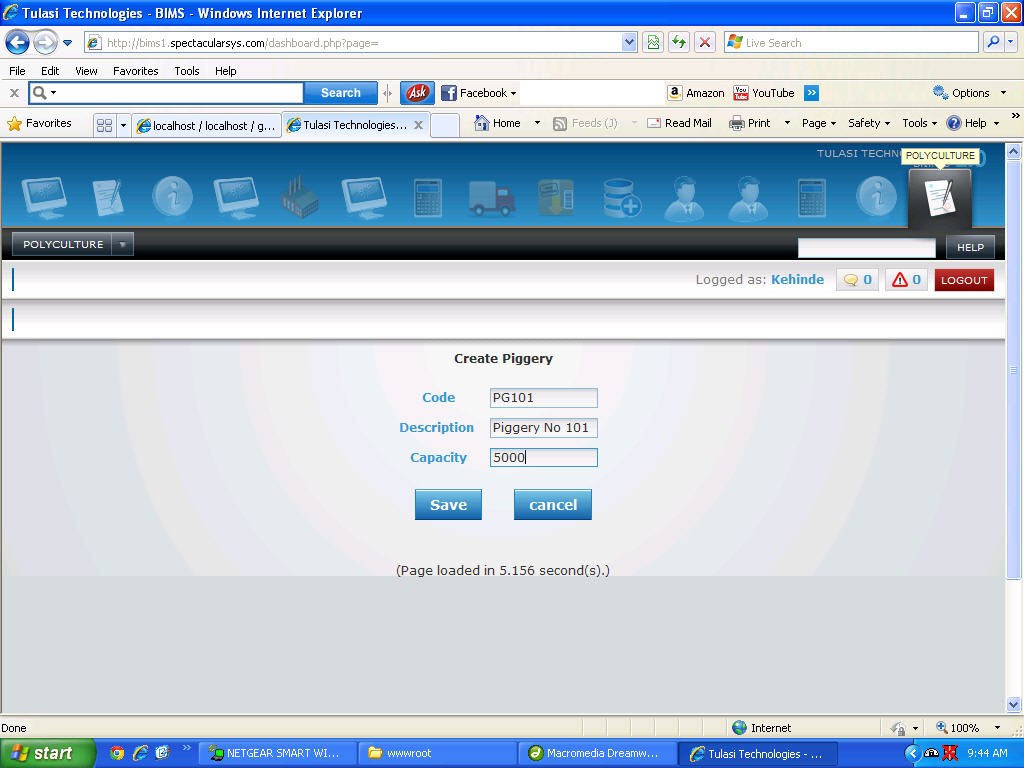 Tulasi Technologies - BIMS - Windows Internet Explorer
http://bims1.spectacularsys.com/dashboard.php?page=
Live Search
File Edit View Favorites Tools Help
Search Ask Facebook Amazon You Tube YouTube Options
Favorites localhost / localhost / g... Tulasi Technologies... Home Feeds (J) Read Mail Print Page Safety Tools Help
TULASI TECHN
POLYCULTURE
POLYCULTURE HELP
Logged as: Kehinde 0 0 LOGOUT
Create Piggery
Code PG101
Description Piggery No 101
Capacity 5000
Save cancel
(Page loaded in 5.156 second(s).)
Done Internet 100%
start NETGEAR SMART WI... wwwroot Macromedia Dreamw... Tulasi Technologies - ... 9:44 AM